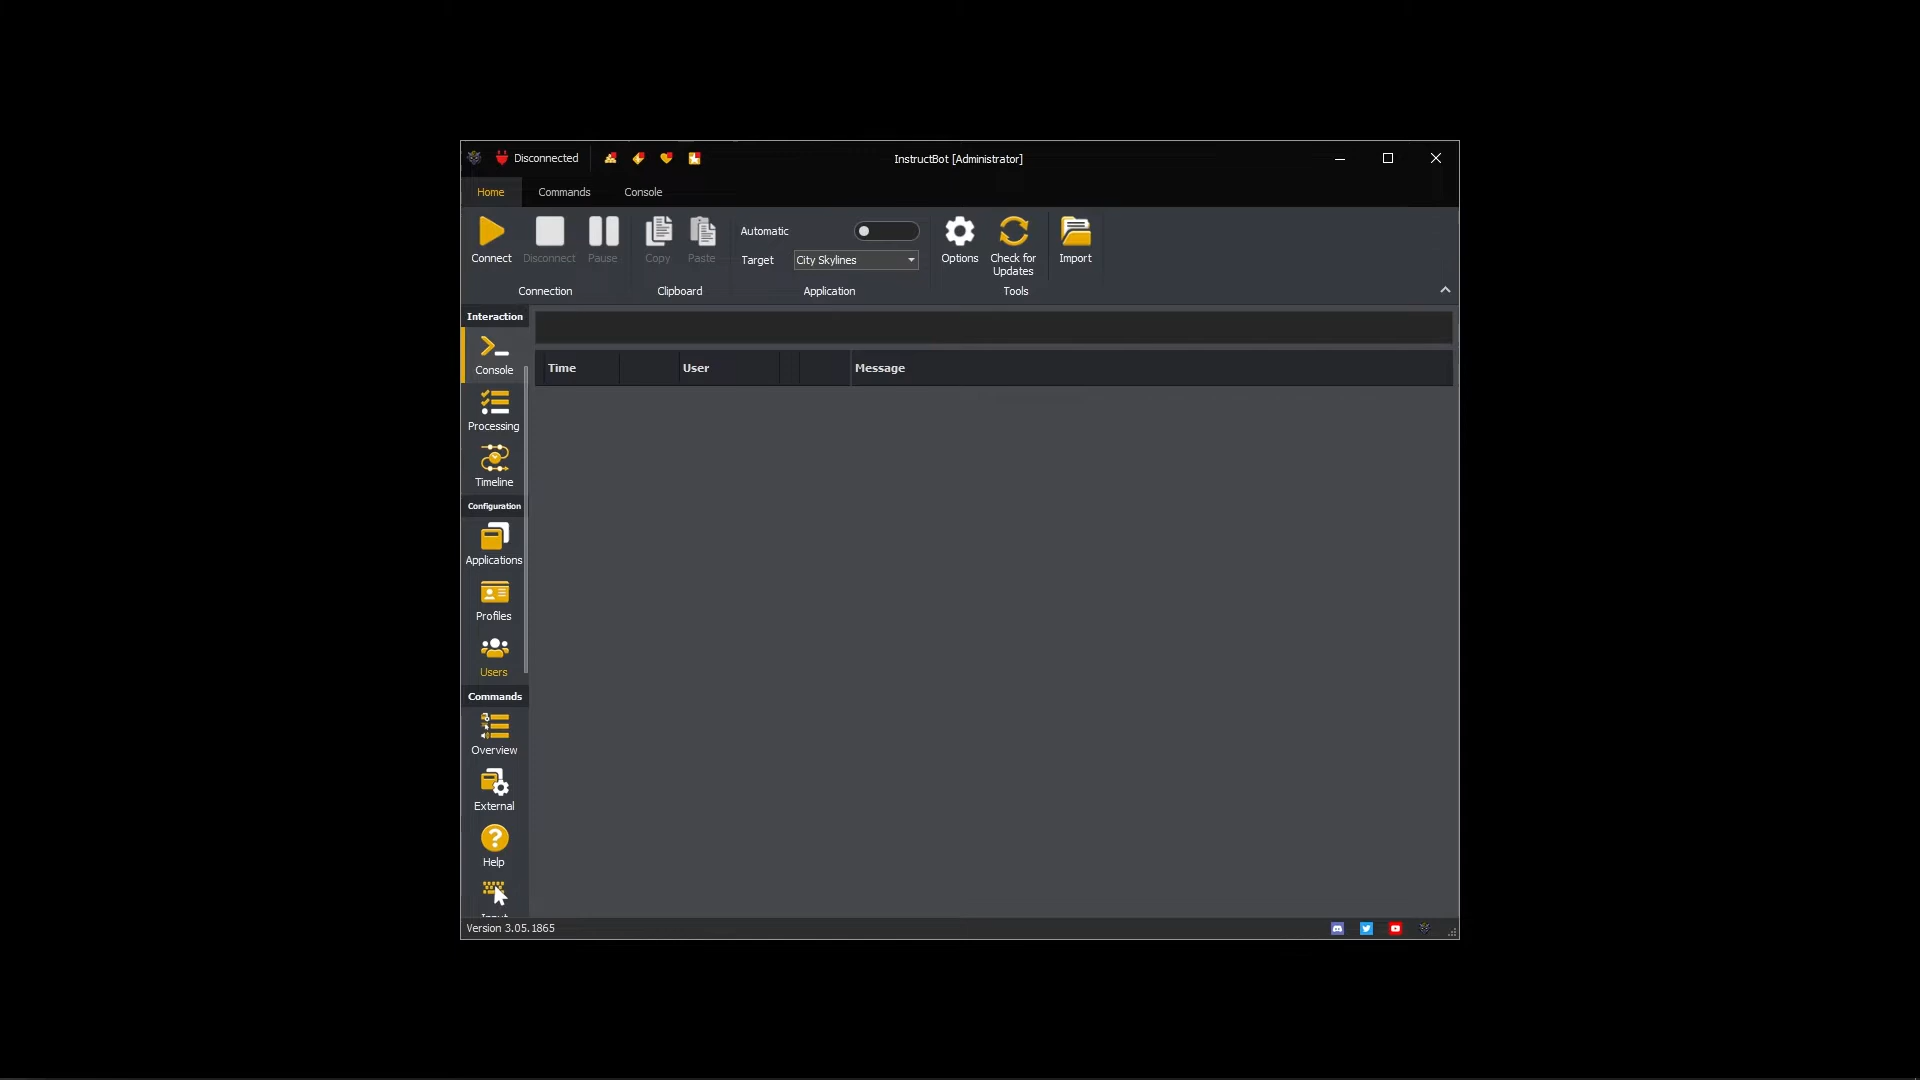 Disconnected
InstructBot [Administrator]
Home Commands Console
Connect Disconnect Pause Copy Paste
Automatic
Target City Skylines
Options Check for Updates Import
Connection Clipboard Application Tools
Interaction
Console
Time User Message
Processing
Timeline
Configuration
Applications
Profiles
Users
Commands
Overview
External
Help
Version 3.05.1865